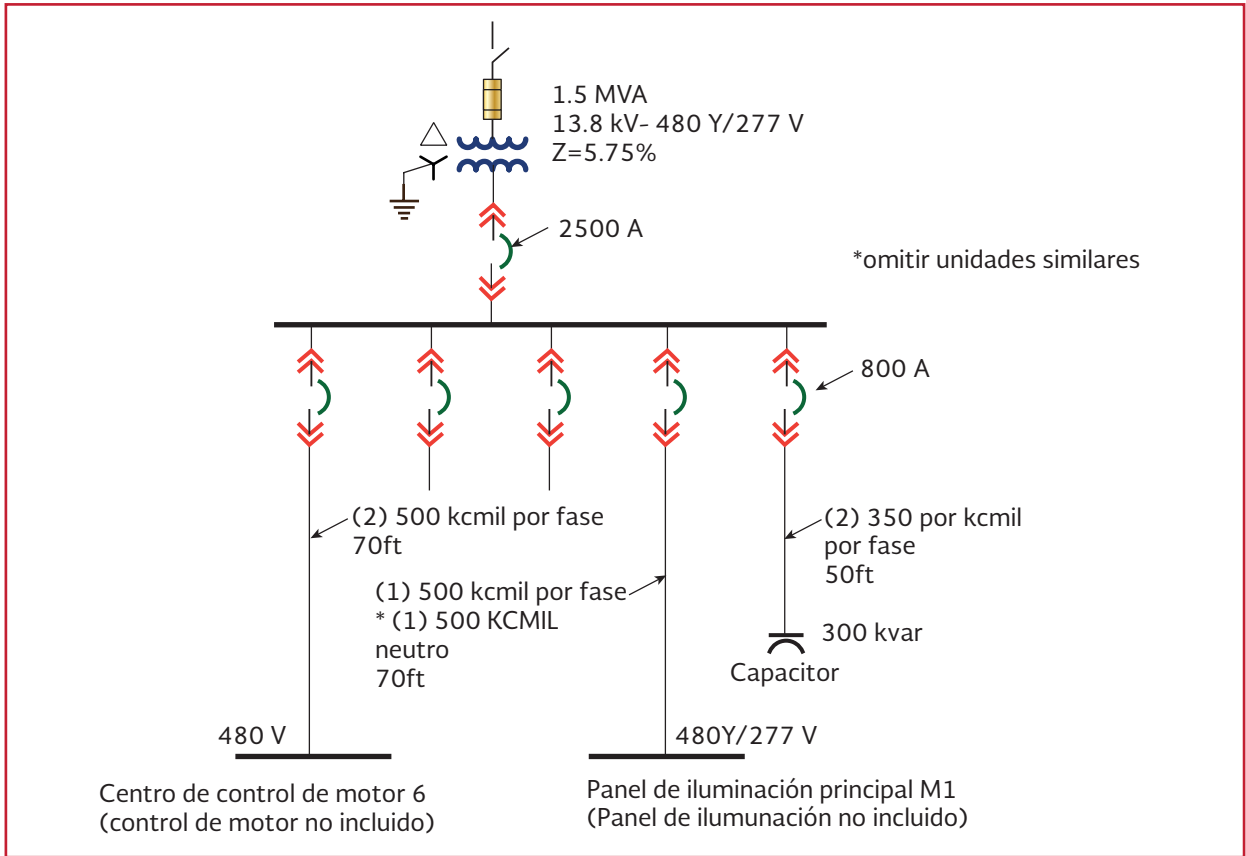 1.5 MVA
13.8 kV- 480 Y/277 V
Z=5.75%
2500 A
*omitir unidades similares
800 A
(2) 500 kcmil por fase
70ft
(1) 500 kcmil por fase
* (1) 500 KCMIL
neutro
70ft
(2) 350 por kcmil
por fase
50ft
300 kvar
Capacitor
480 V
480Y/277 V
Centro de control de motor 6
(control de motor no incluido)
Panel de iluminación principal M1
(Panel de ilumunación no incluido)